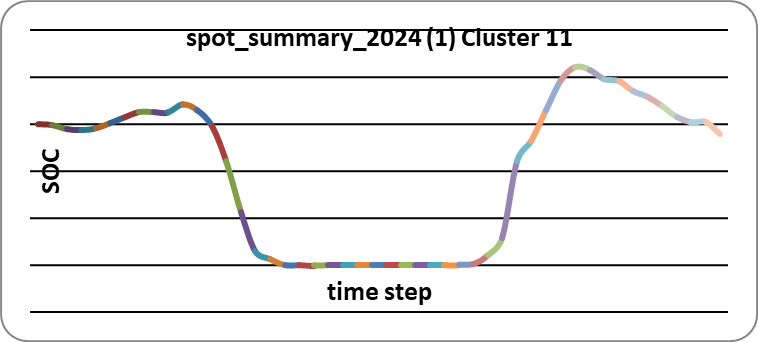 spot_summary_2024 (1) Cluster 11
SOC
time step